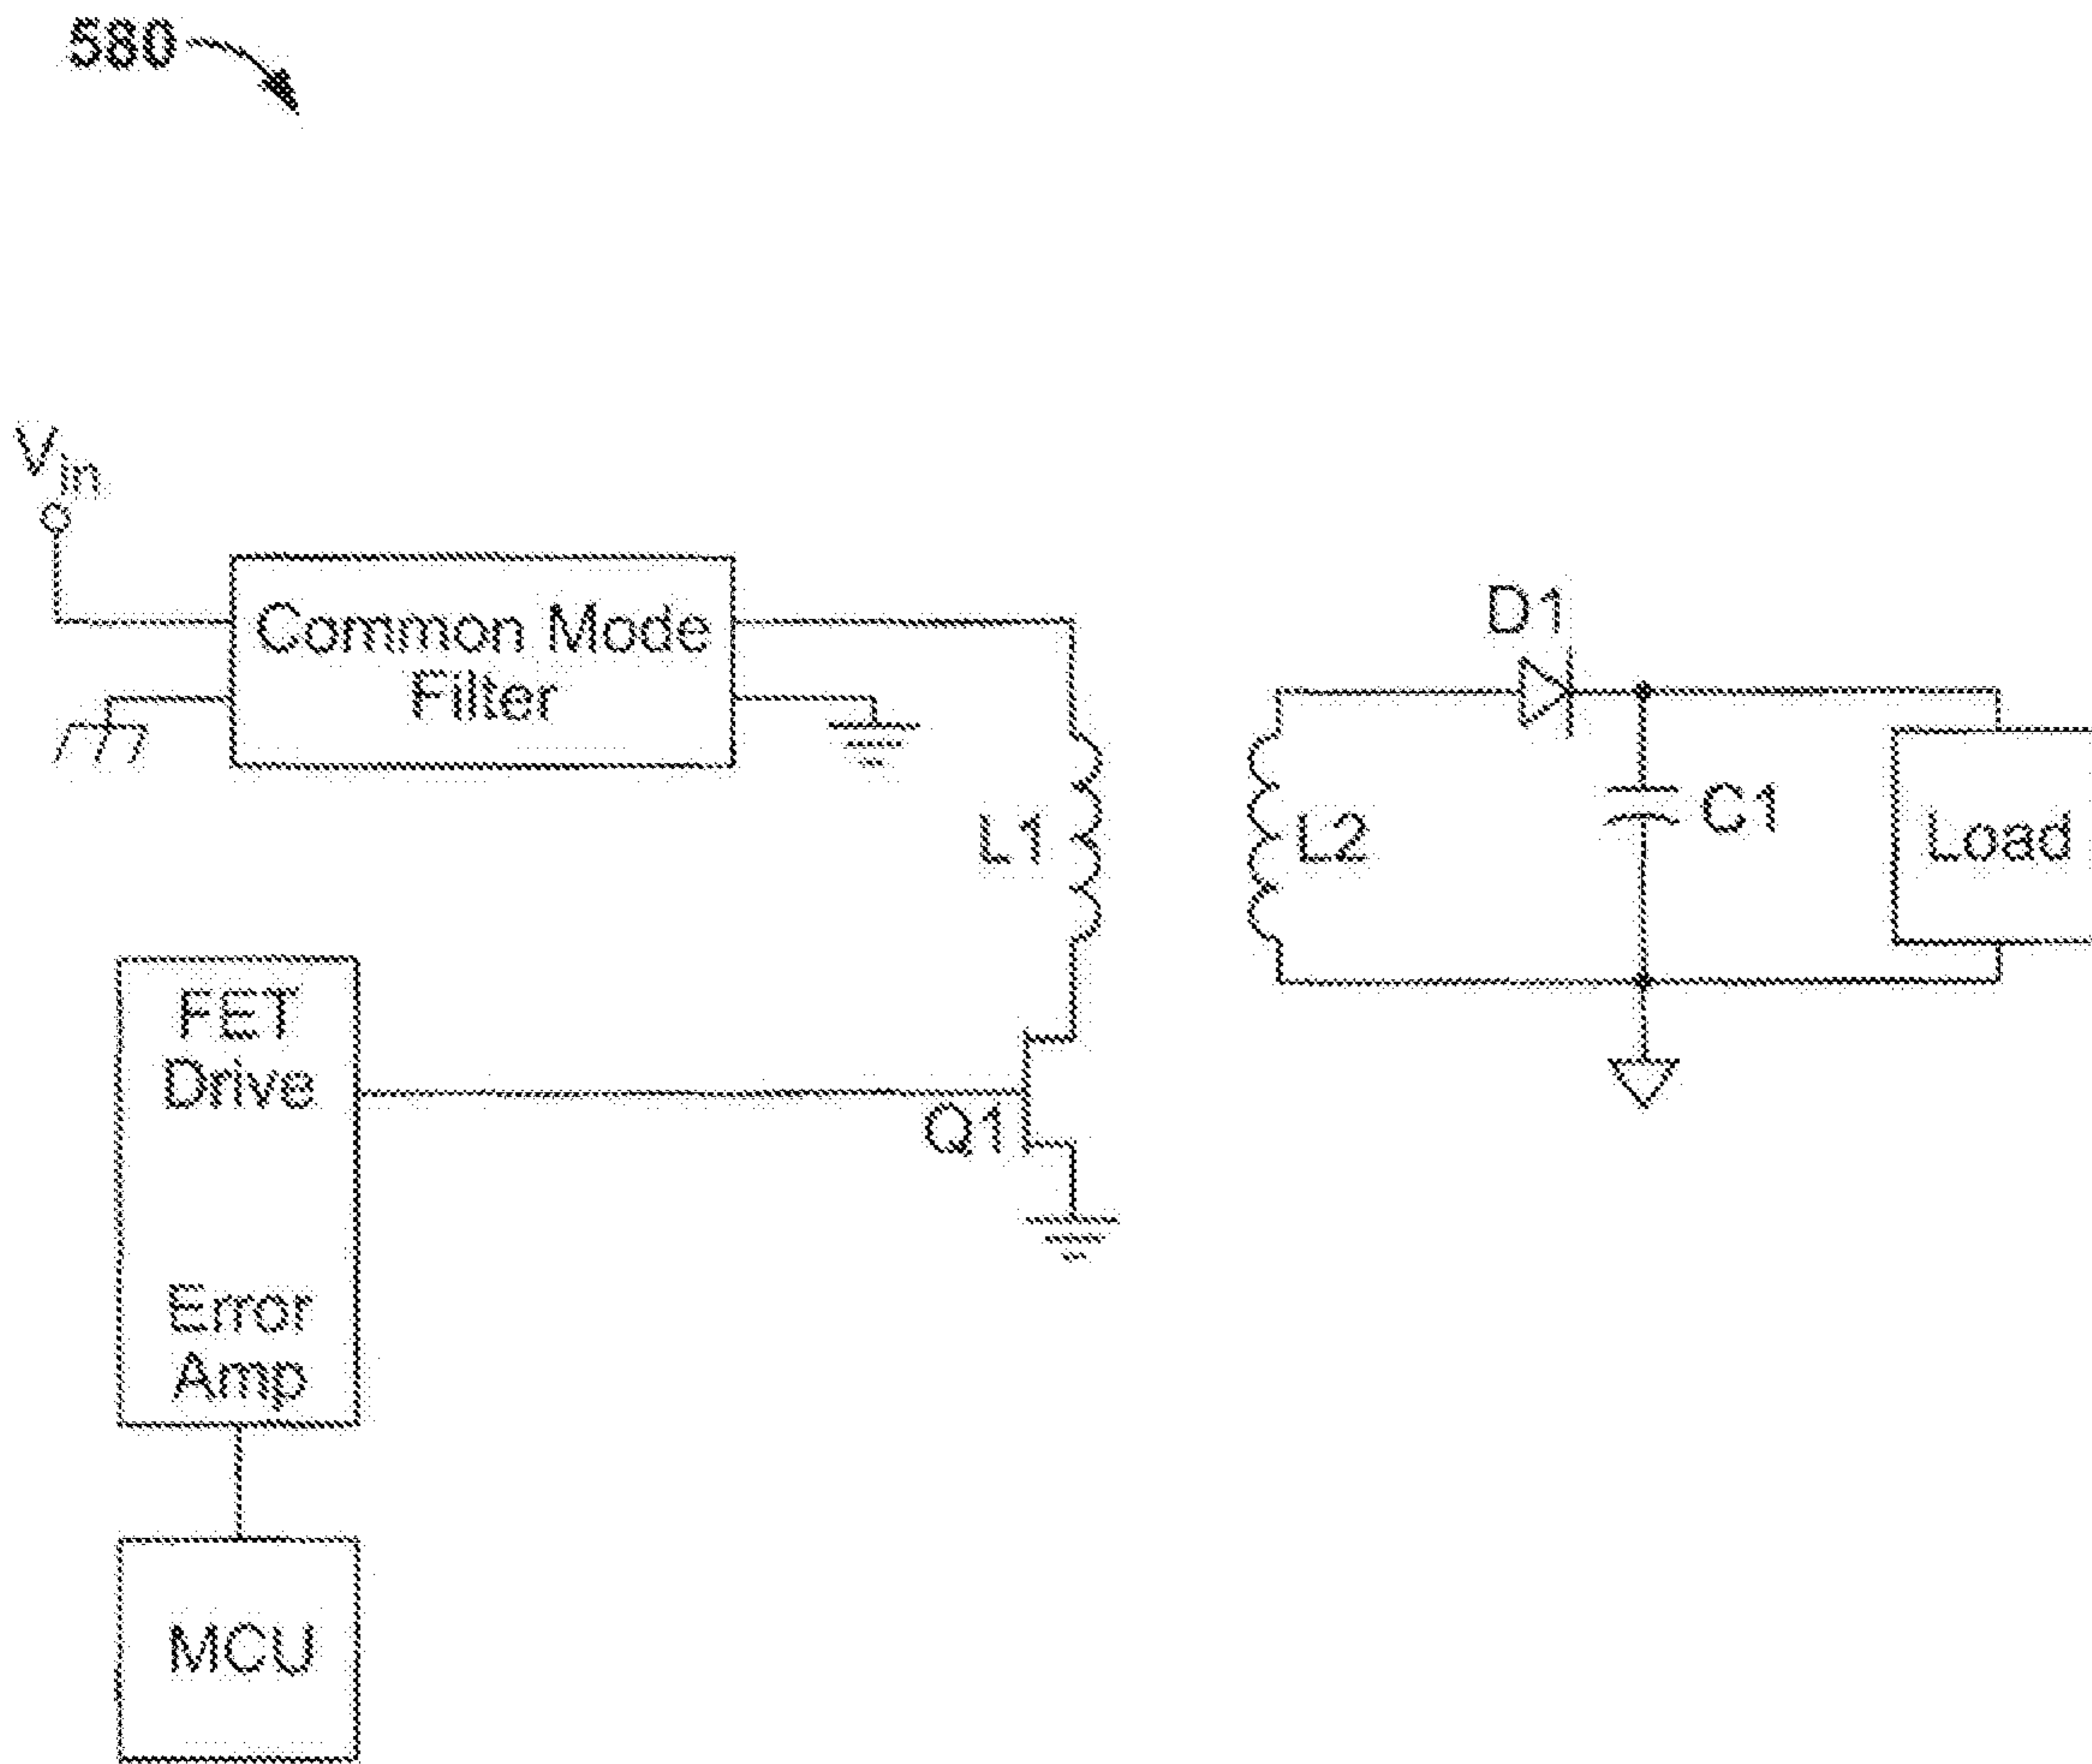 580
Vin
Common Mode
Filter
D1
L1
L2
C1
Load
FET
Drive
Q1
Error
Amp
MCU